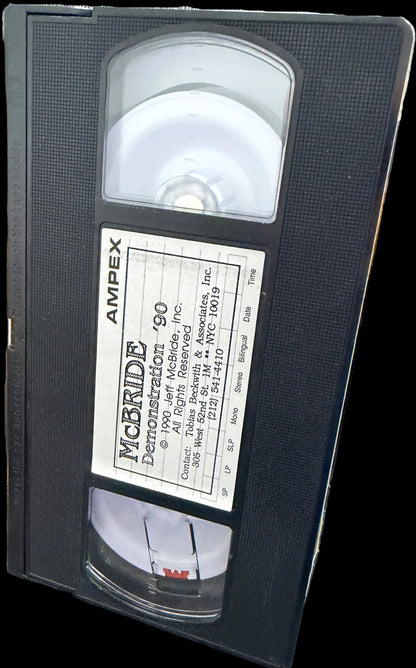 AMPEX
McBRIDE
Demonstration '90
© 1990 Jeff McBride, Inc.
All Rights Reserved
Contact: Tobias Beckwith & Associates, Inc.
305 West 52nd St. 1M •• NYC 10019
(212) 541-4410
SP LP SLP Mono Stereo Bilingual Date Time